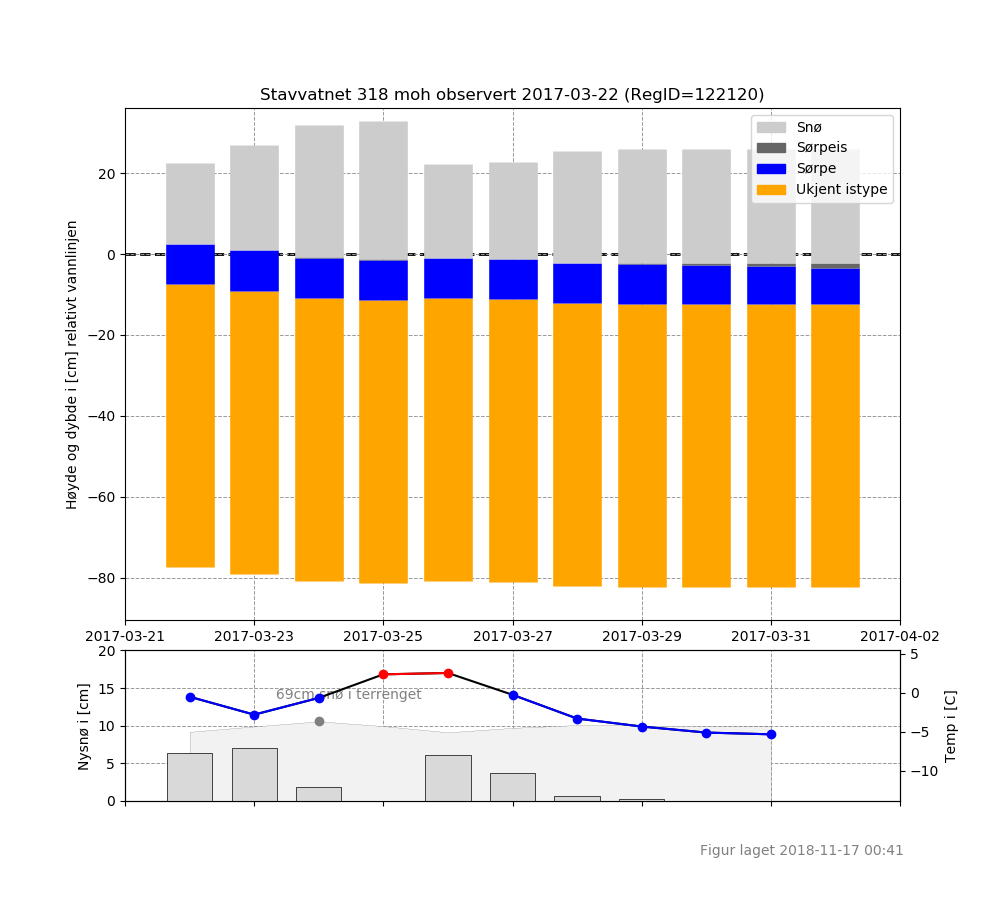 Stavvatnet 318 moh observert 2017-03-22 (RegID=122120)
Snø
Sørpeis
Sørpe
Ukjent istype
Høyde og dybde i [cm] relativt vannlinjen
20
0
−20
−40
−60
−80
2017-03-21 2017-03-23 2017-03-25 2017-03-27 2017-03-29 2017-03-31 2017-04-02
Nysnø i [cm]
20
15
10
5
0
69cm snø i terrenget
5
0
−5
−10
Temp i [C]
Figur laget 2018-11-17 00:41